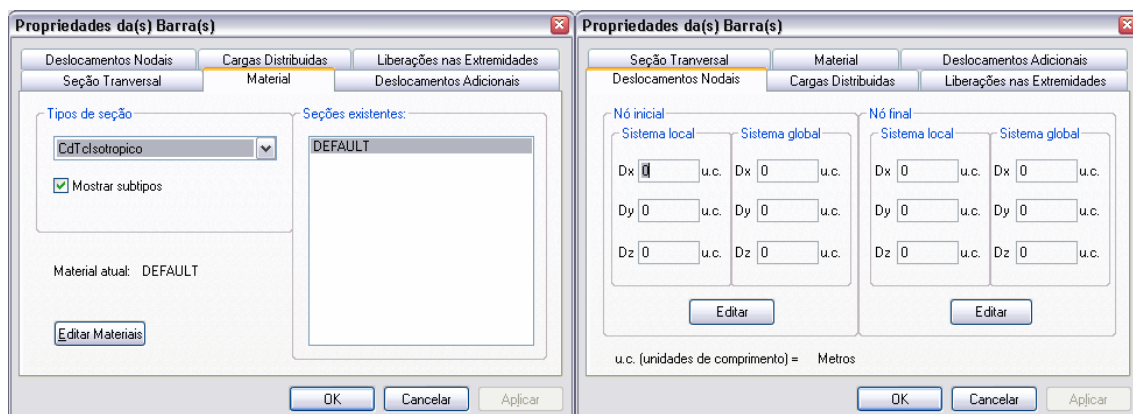 Propriedades da(s) Barra(s)
Deslocamentos Nodais Cargas Distribuidas Liberações nas Extremidades
Seção Tranversal Material Deslocamentos Adicionais
Tipos de seção
CdTcIsotropico
Mostrar subtipos
Material atual: DEFAULT
Editar Materiais
Seções existentes:
DEFAULT
OK Cancelar Aplicar
Propriedades da(s) Barra(s)
Seção Tranversal Material Deslocamentos Adicionais
Deslocamentos Nodais Cargas Distribuidas Liberações nas Extremidades
Nó inicial
Sistema local Sistema global
Dx 0 u.c. Dx 0 u.c.
Dy 0 u.c. Dy 0 u.c.
Dz 0 u.c. Dz 0 u.c.
Editar
Nó final
Sistema local Sistema global
Dx 0 u.c. Dx 0 u.c.
Dy 0 u.c. Dy 0 u.c.
Dz 0 u.c. Dz 0 u.c.
Editar
u.c. (unidades de comprimento) = Metros
OK Cancelar Aplicar